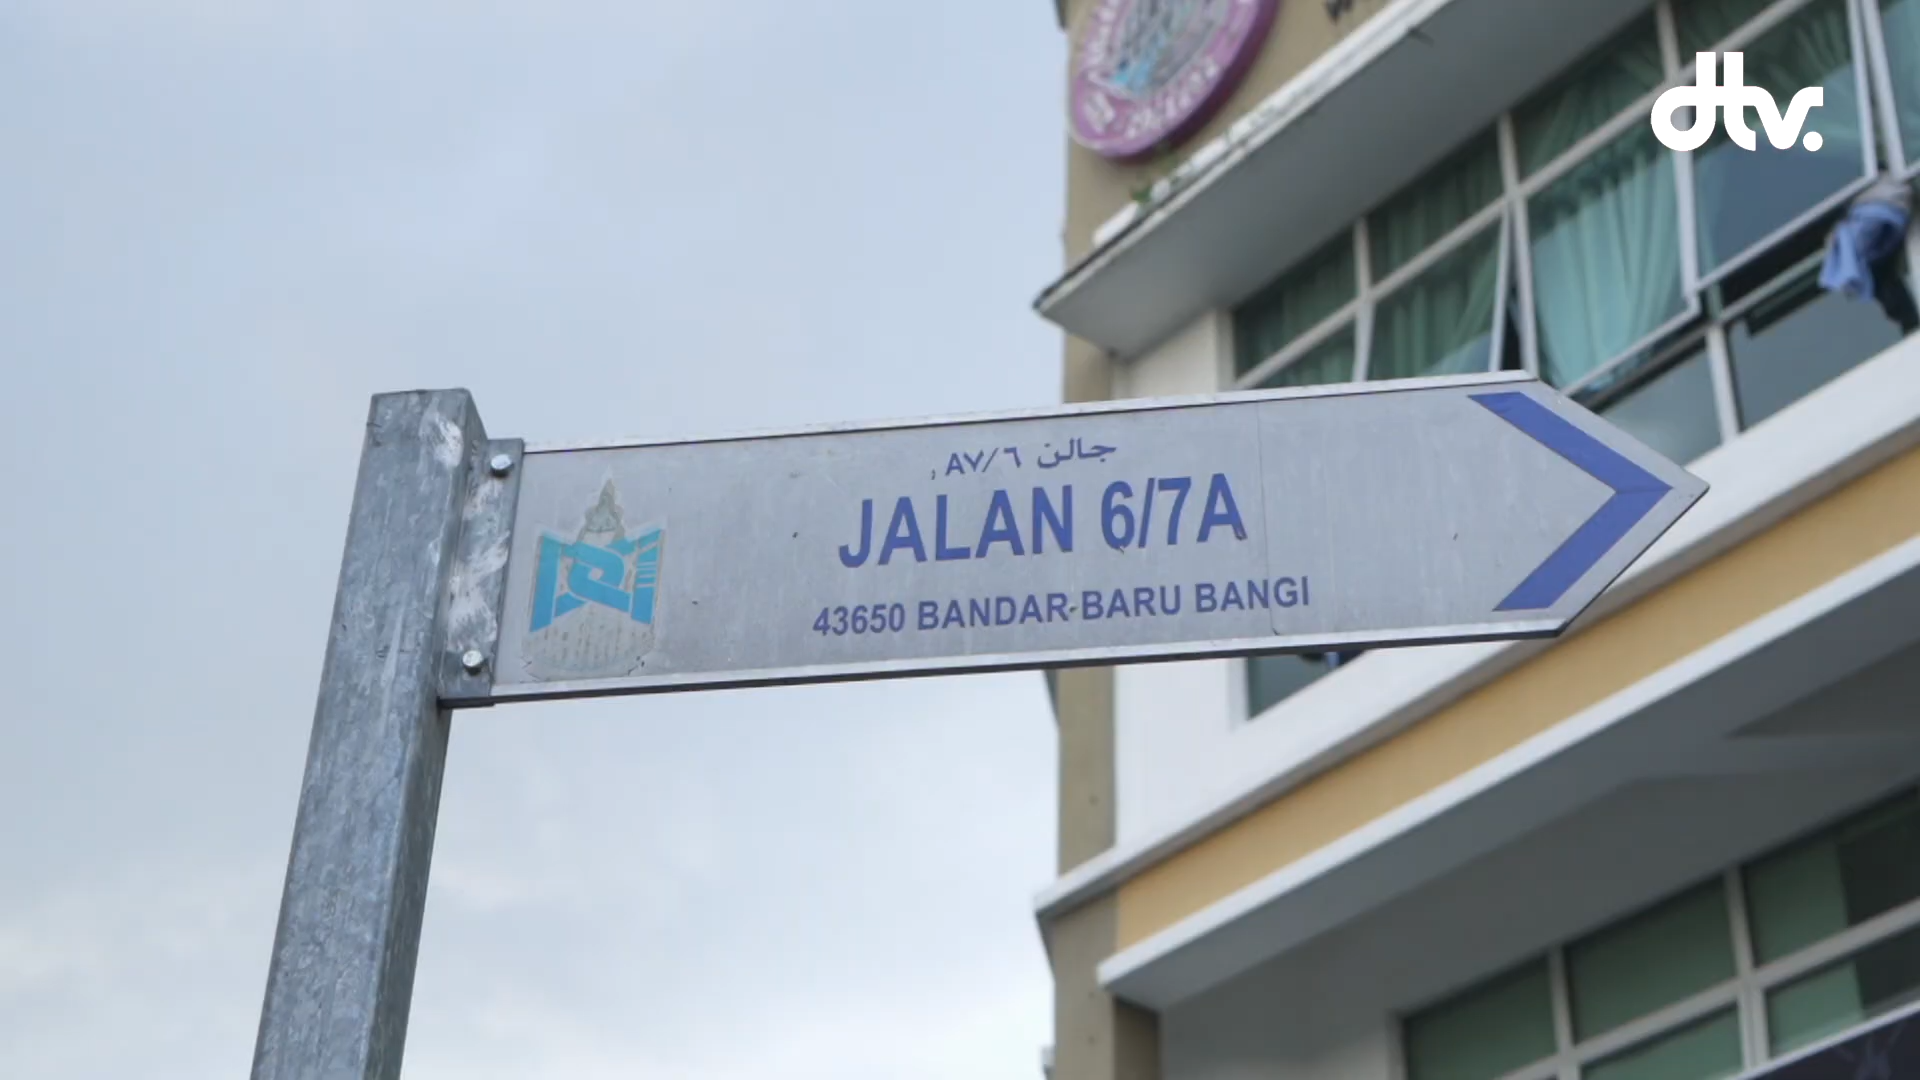 dtv.
جالن ٦/٧A,
JALAN 6/7A
43650 BANDAR BARU BANGI